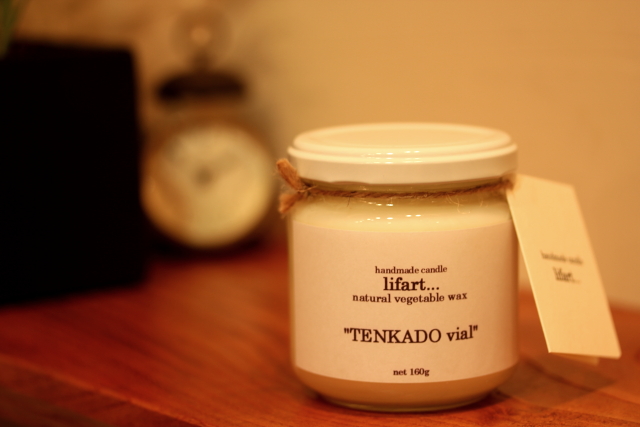 handmade candle
lifart...
natural vegetable wax
"TENKADO vial"
net 160g
handmade candle
lifart...